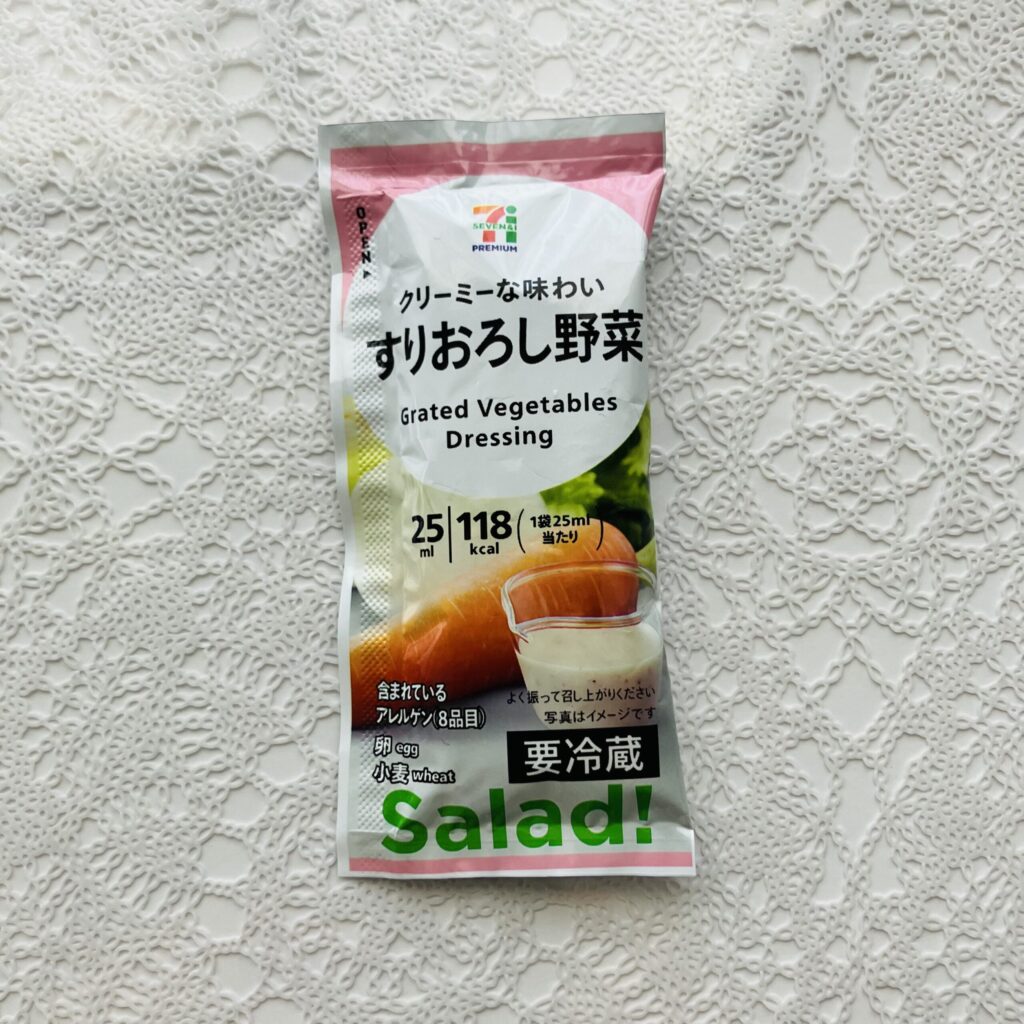 OPEN
7i
SEVEN&I
PREMIUM
クリーミーな味わい
すりおろし野菜
Grated Vegetables
Dressing
25ml 118kcal (1袋25ml当たり)
含まれている
アレルゲン(8品目)
卵 egg
小麦 wheat
よく振って召し上がりください
写真はイメージです
要冷蔵
Salad!